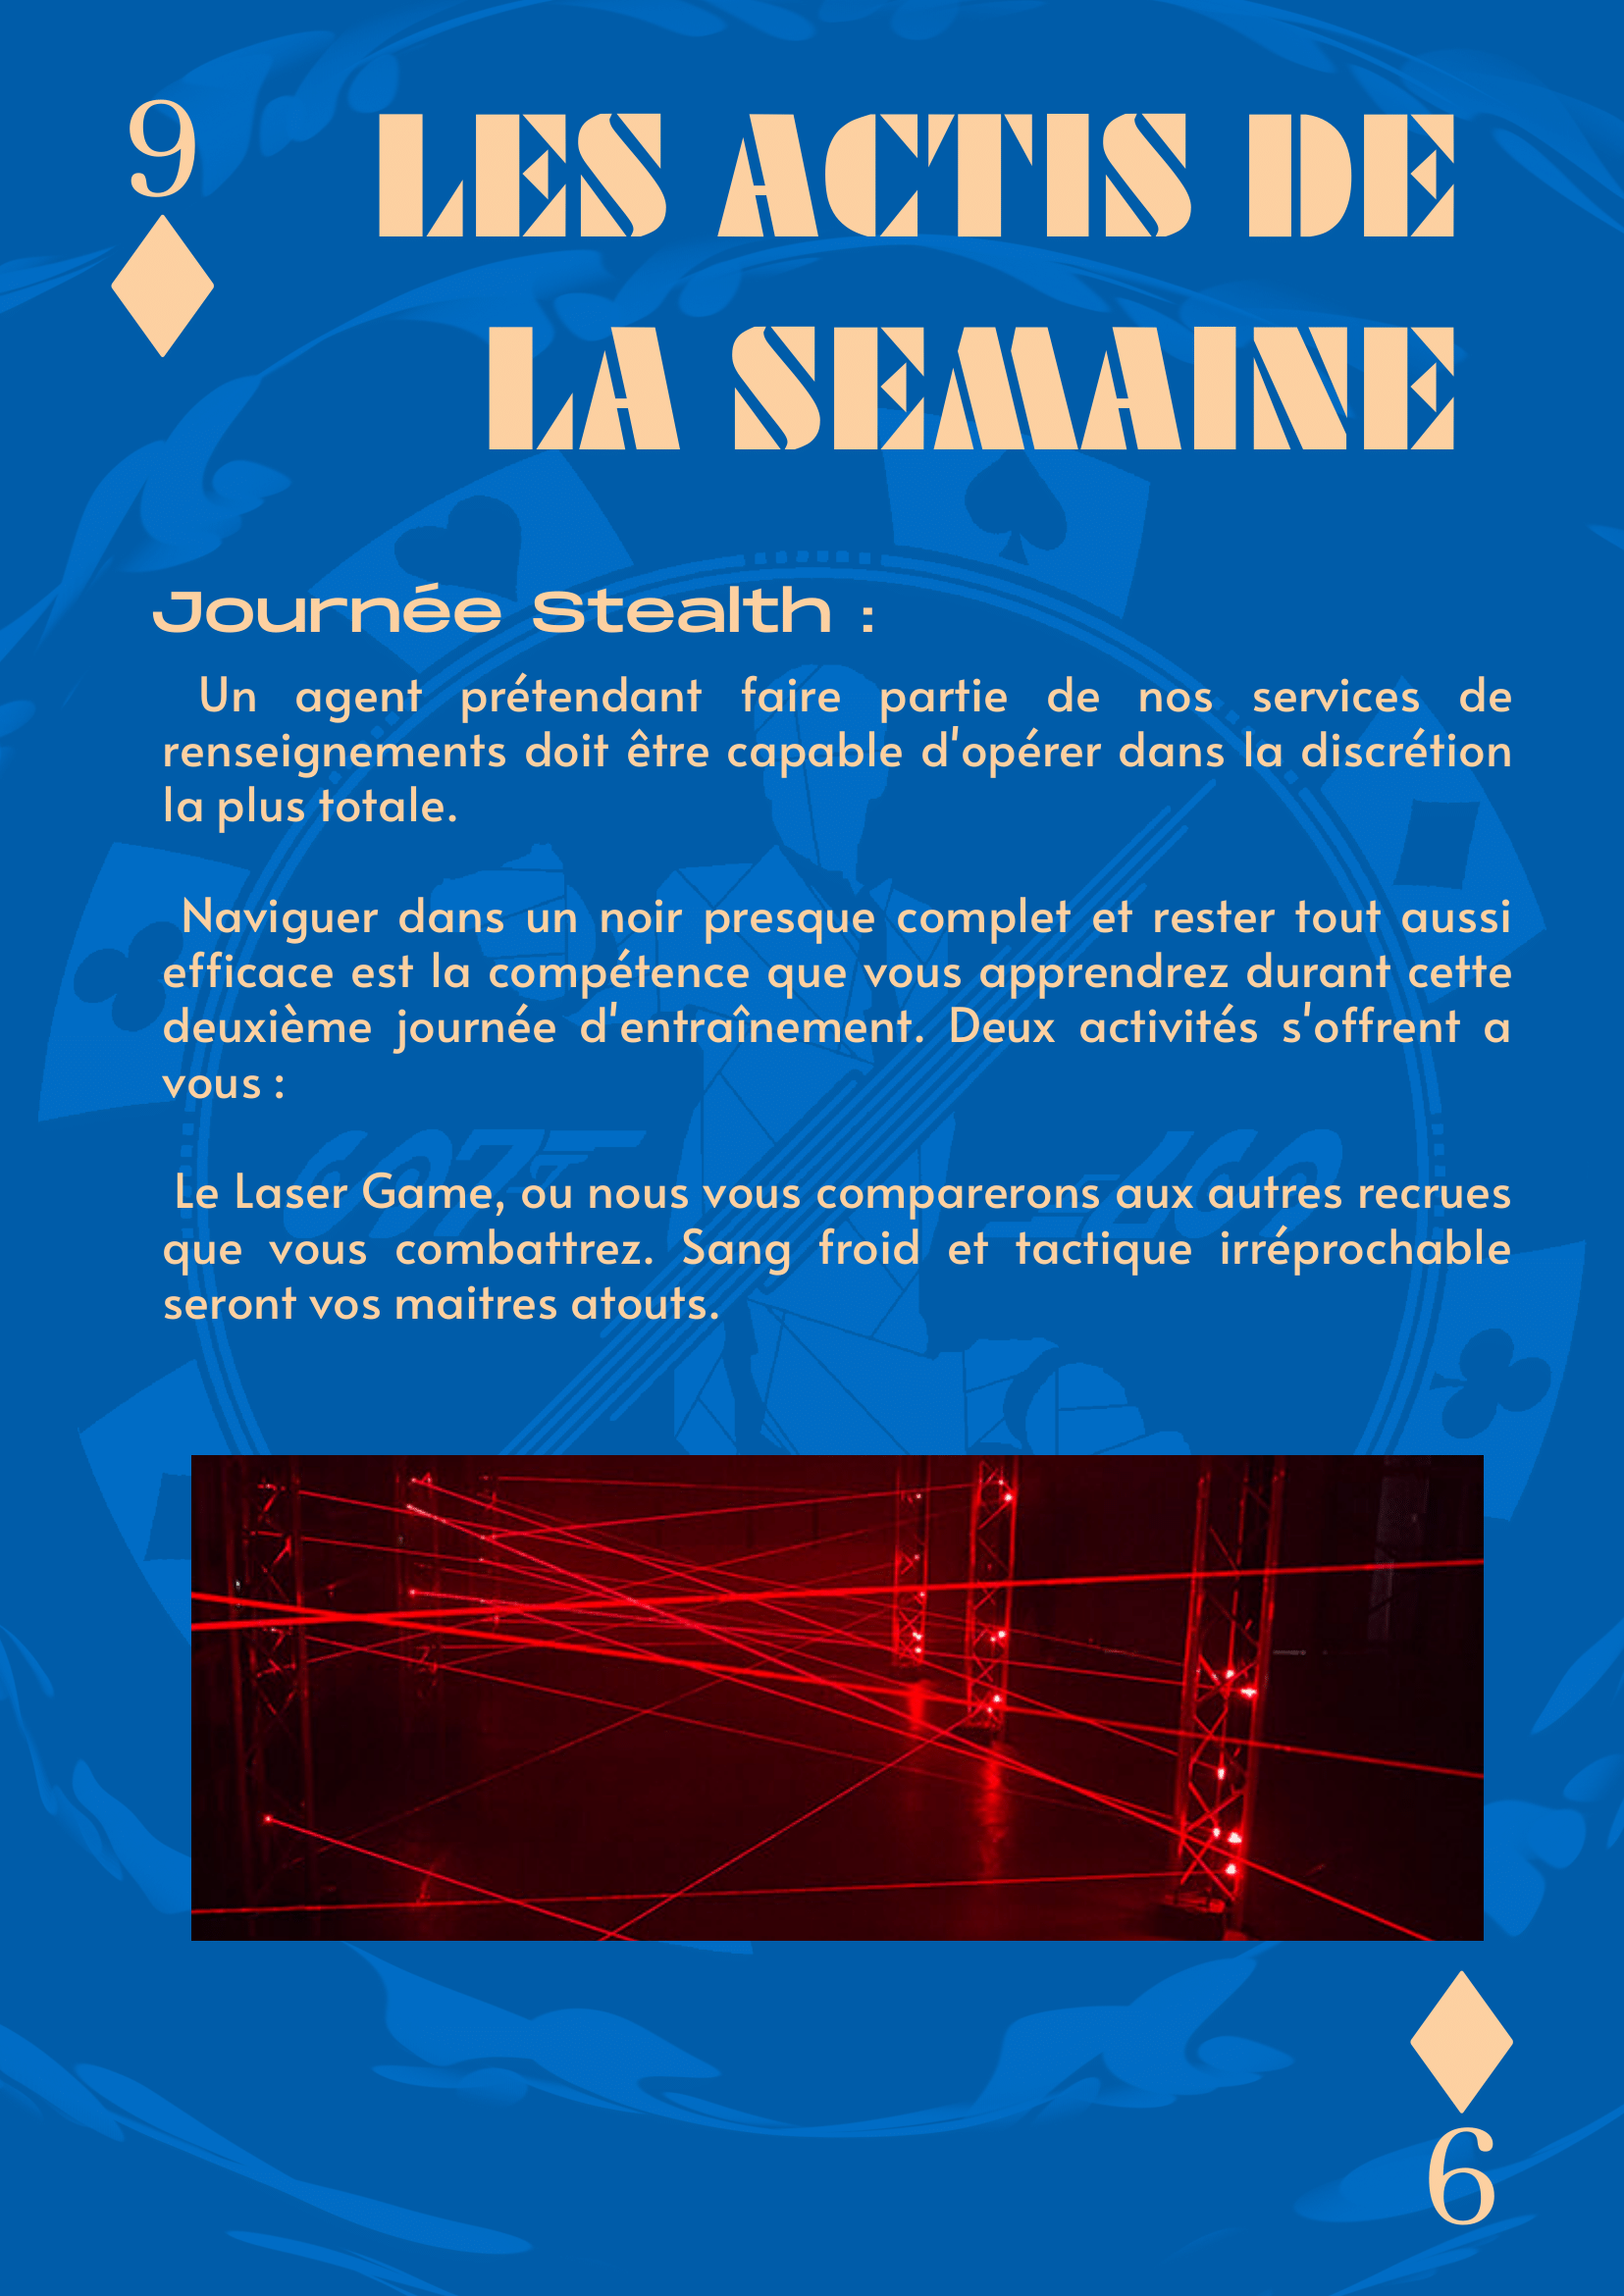 9
LES ACTIS DE
LA SEMAINE
Journée Stealth :
Un agent prétendant faire partie de nos services de
renseignements doit être capable d'opérer dans la discrétion
la plus totale.
Naviguer dans un noir presque complet et rester tout aussi
efficace est la compétence que vous apprendrez durant cette
deuxième journée d'entraînement. Deux activités s'offrent a
vous :
007
007
Le Laser Game, ou nous vous comparerons aux autres recrues
que vous combattrez. Sang froid et tactique irréprochable
seront vos maitres atouts.
9